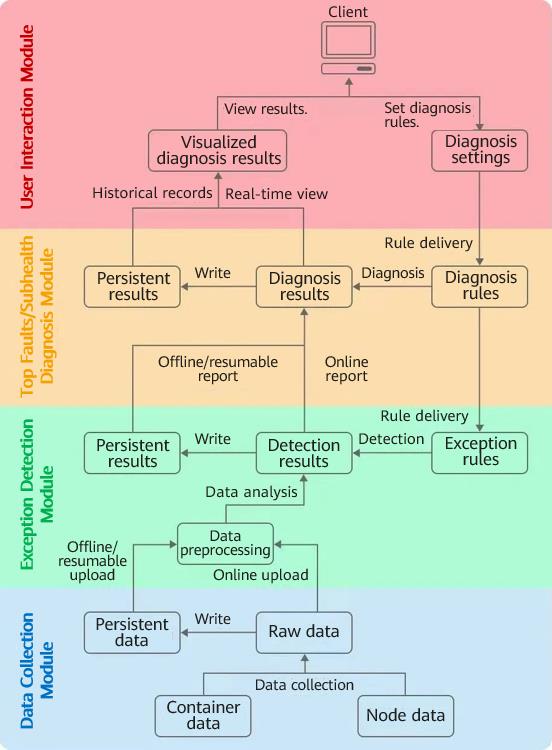 Client
User Interaction Module
View results.
Set diagnosis
rules.
Visualized
diagnosis results
Diagnosis
settings
Historical records
Real-time view
Top Faults/Subhealth
Diagnosis Module
Rule delivery
Persistent
results
Write
Diagnosis
results
Diagnosis
Diagnosis
rules
Offline/resumable
report
Online
report
Exception Detection
Module
Rule delivery
Persistent
results
Write
Detection
results
Detection
Exception
rules
Data analysis
Data
preprocessing
Offline/
resumable
upload
Online upload
Data Collection
Module
Persistent
data
Write
Raw data
Data collection
Container
data
Node data